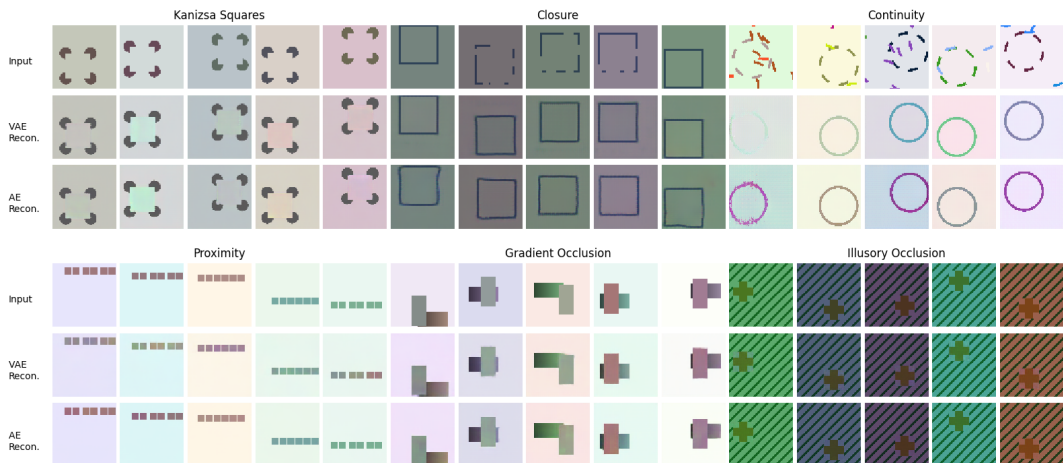 Kanizsa Squares
Closure
Continuity
Input
VAE
Recon.
AE
Recon.
Proximity
Gradient Occlusion
Illusory Occlusion
Input
VAE
Recon.
AE
Recon.